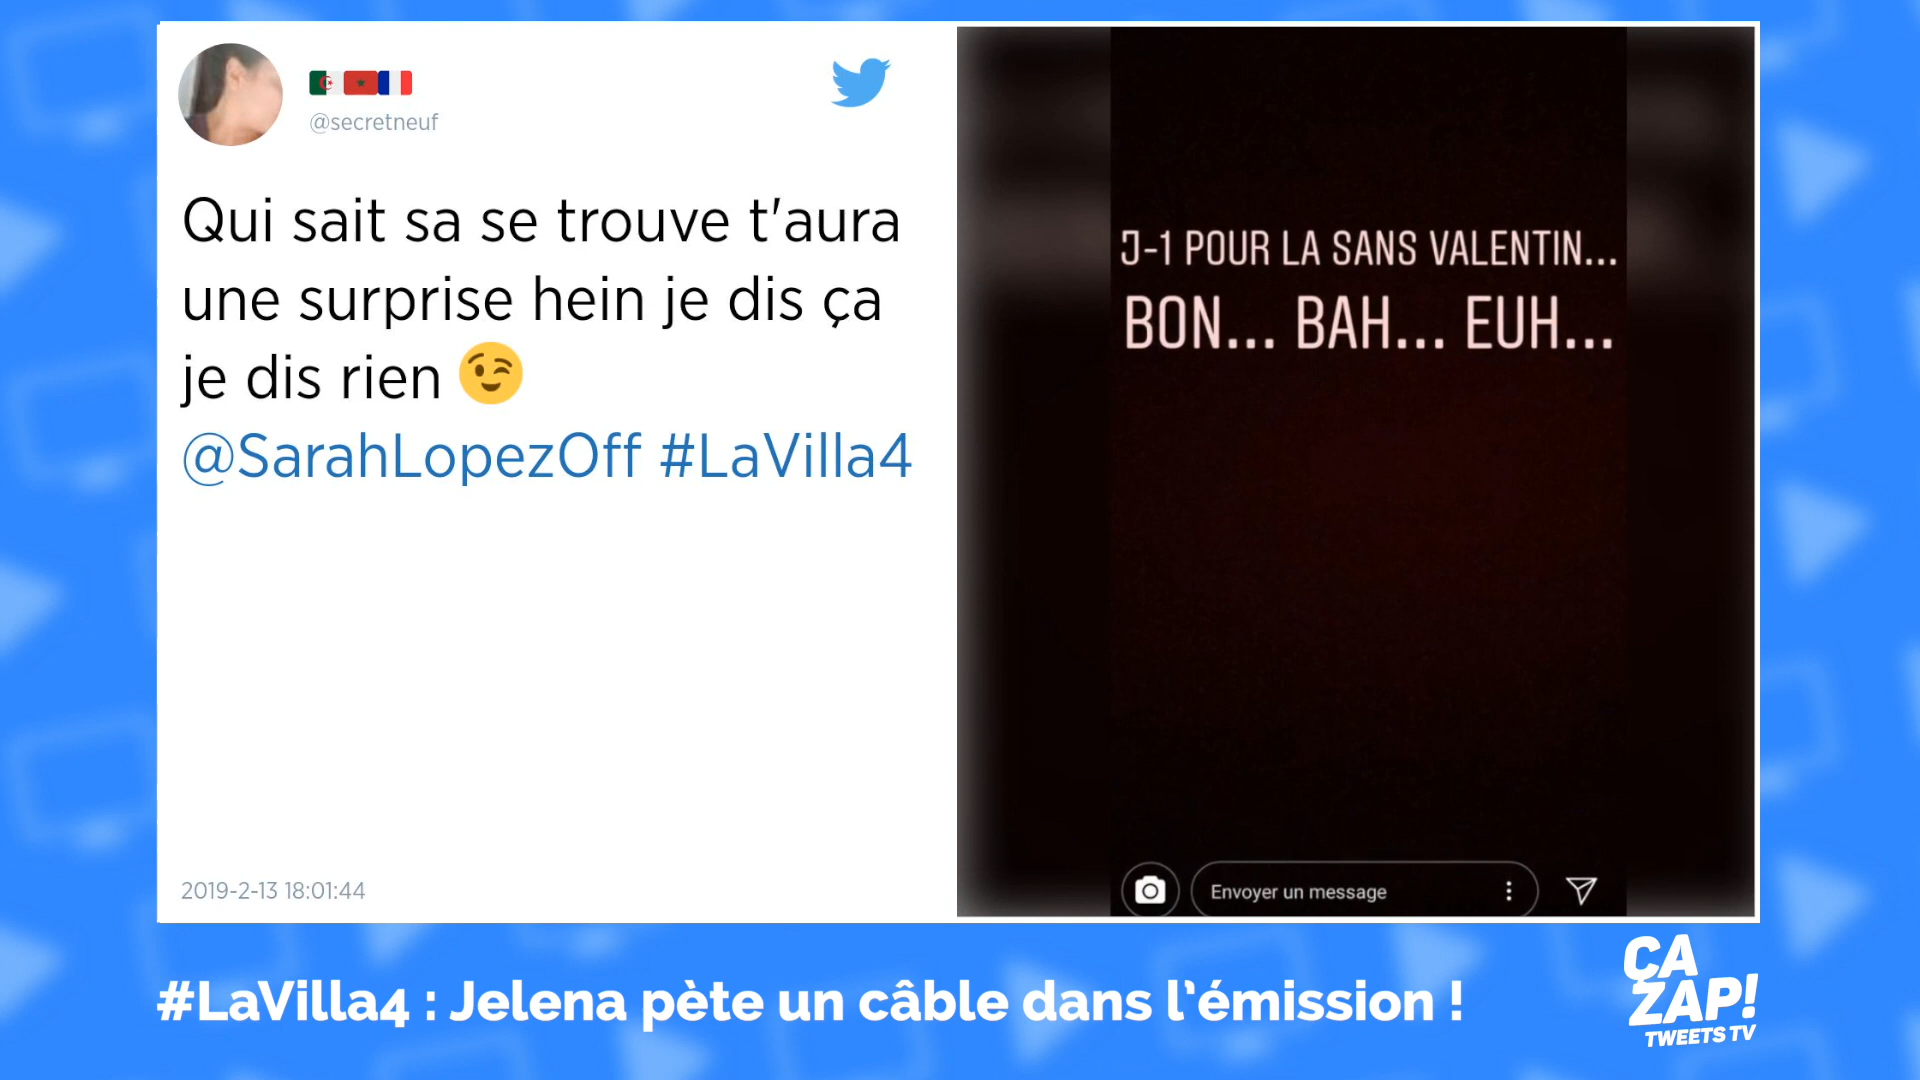 @secretneuf
Qui sait sa se trouve t'aura
une surprise hein je dis ça
je dis rien 😉
@SarahLopezOff #LaVilla4
2019-2-13 18:01:44
J-1 POUR LA SANS VALENTIN...
BON... BAH... EUH...
Envoyer un message
#LaVilla4 : Jelena pète un câble dans l'émission !
CA
ZAP!
TWEETS TV